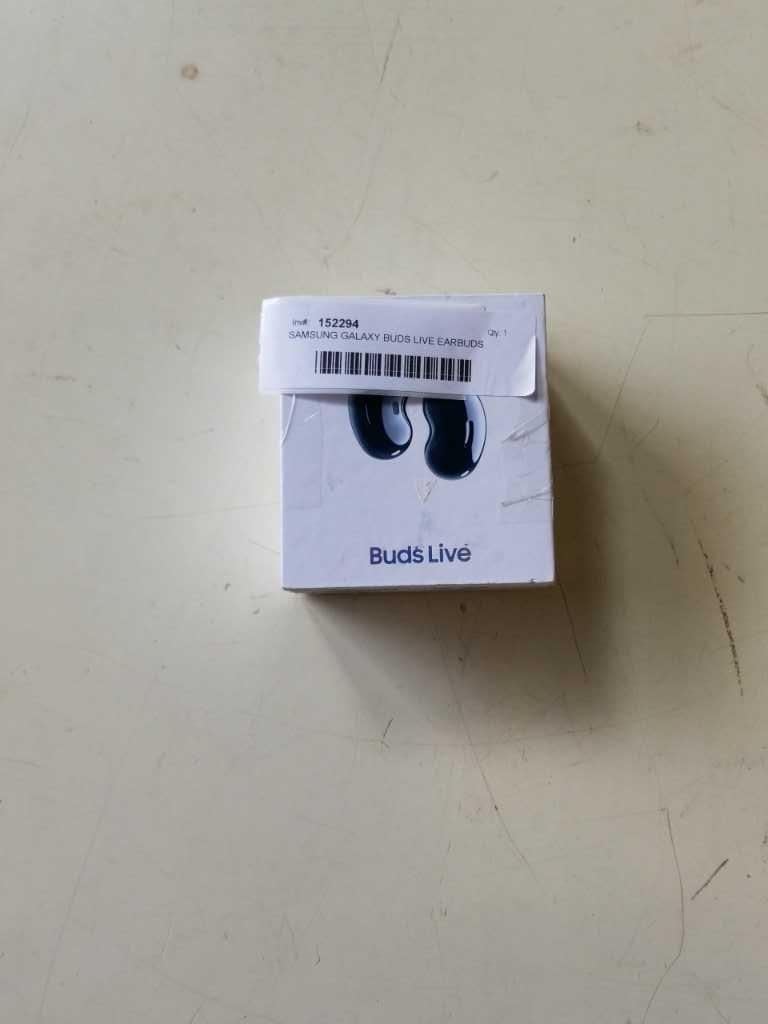 Inv#: 152294
SAMSUNG GALAXY BUDS LIVE EARBUDS
Qty. 1
Buds Live